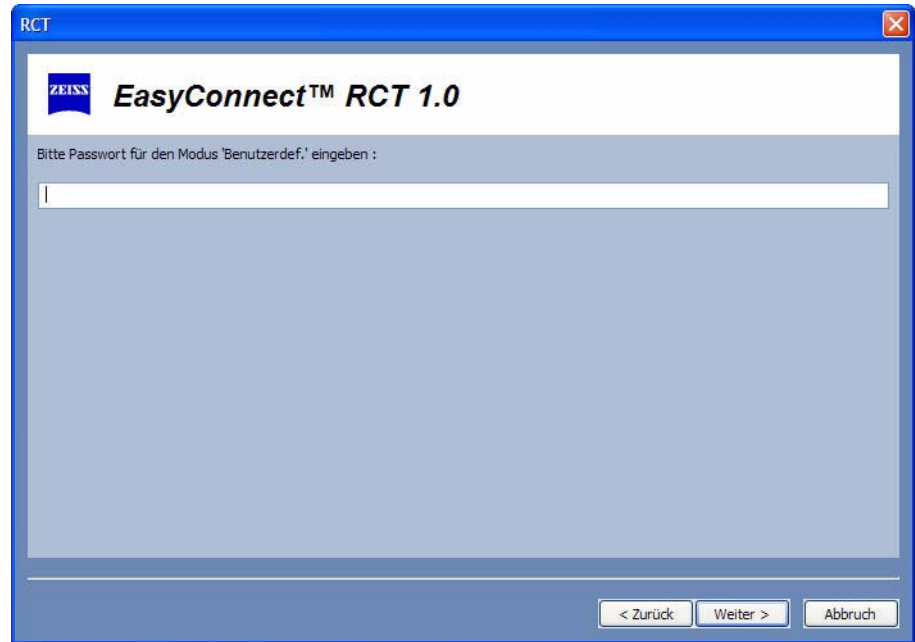 RCT
ZEISS
EasyConnect™ RCT 1.0
Bitte Passwort für den Modus 'Benutzerdef.' eingeben :
< Zurück
Weiter >
Abbruch